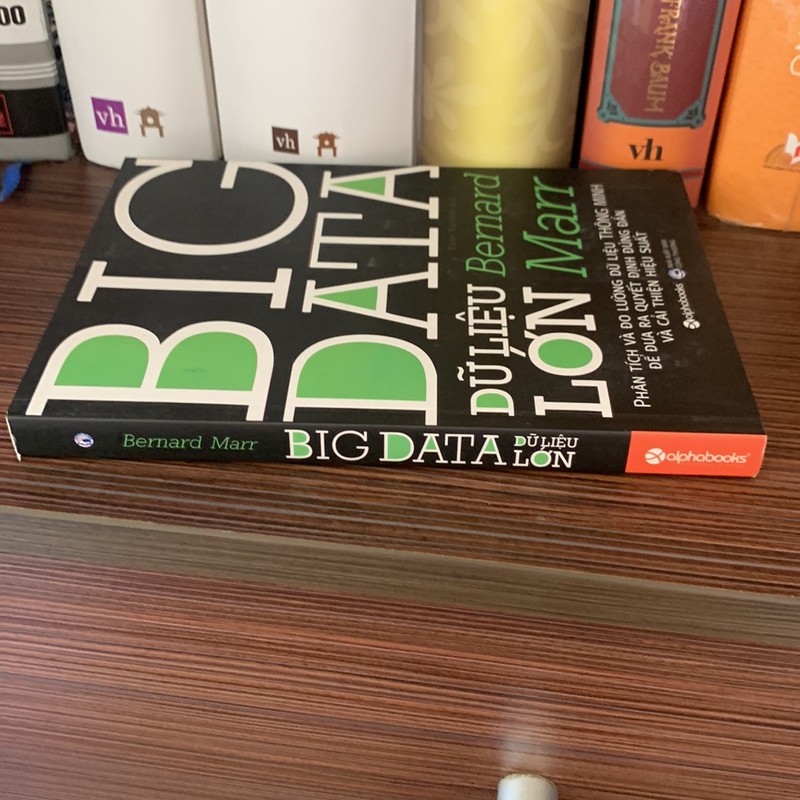 00
vh
vh
FRANK BAUM
vh
BIG
DATA
DỮ LIỆU
LỚN
Bernard
Marr
PHÂN TÍCH VÀ ĐO LƯỜNG DỮ LIỆU THÔNG MINH
ĐỂ ĐƯA RA QUYẾT ĐỊNH ĐÚNG ĐẮN
VÀ CẢI THIỆN HIỆU SUẤT
alphabooks
Bernard Marr
BIG DATA
DỮ LIỆU
LỚN
alphabooks